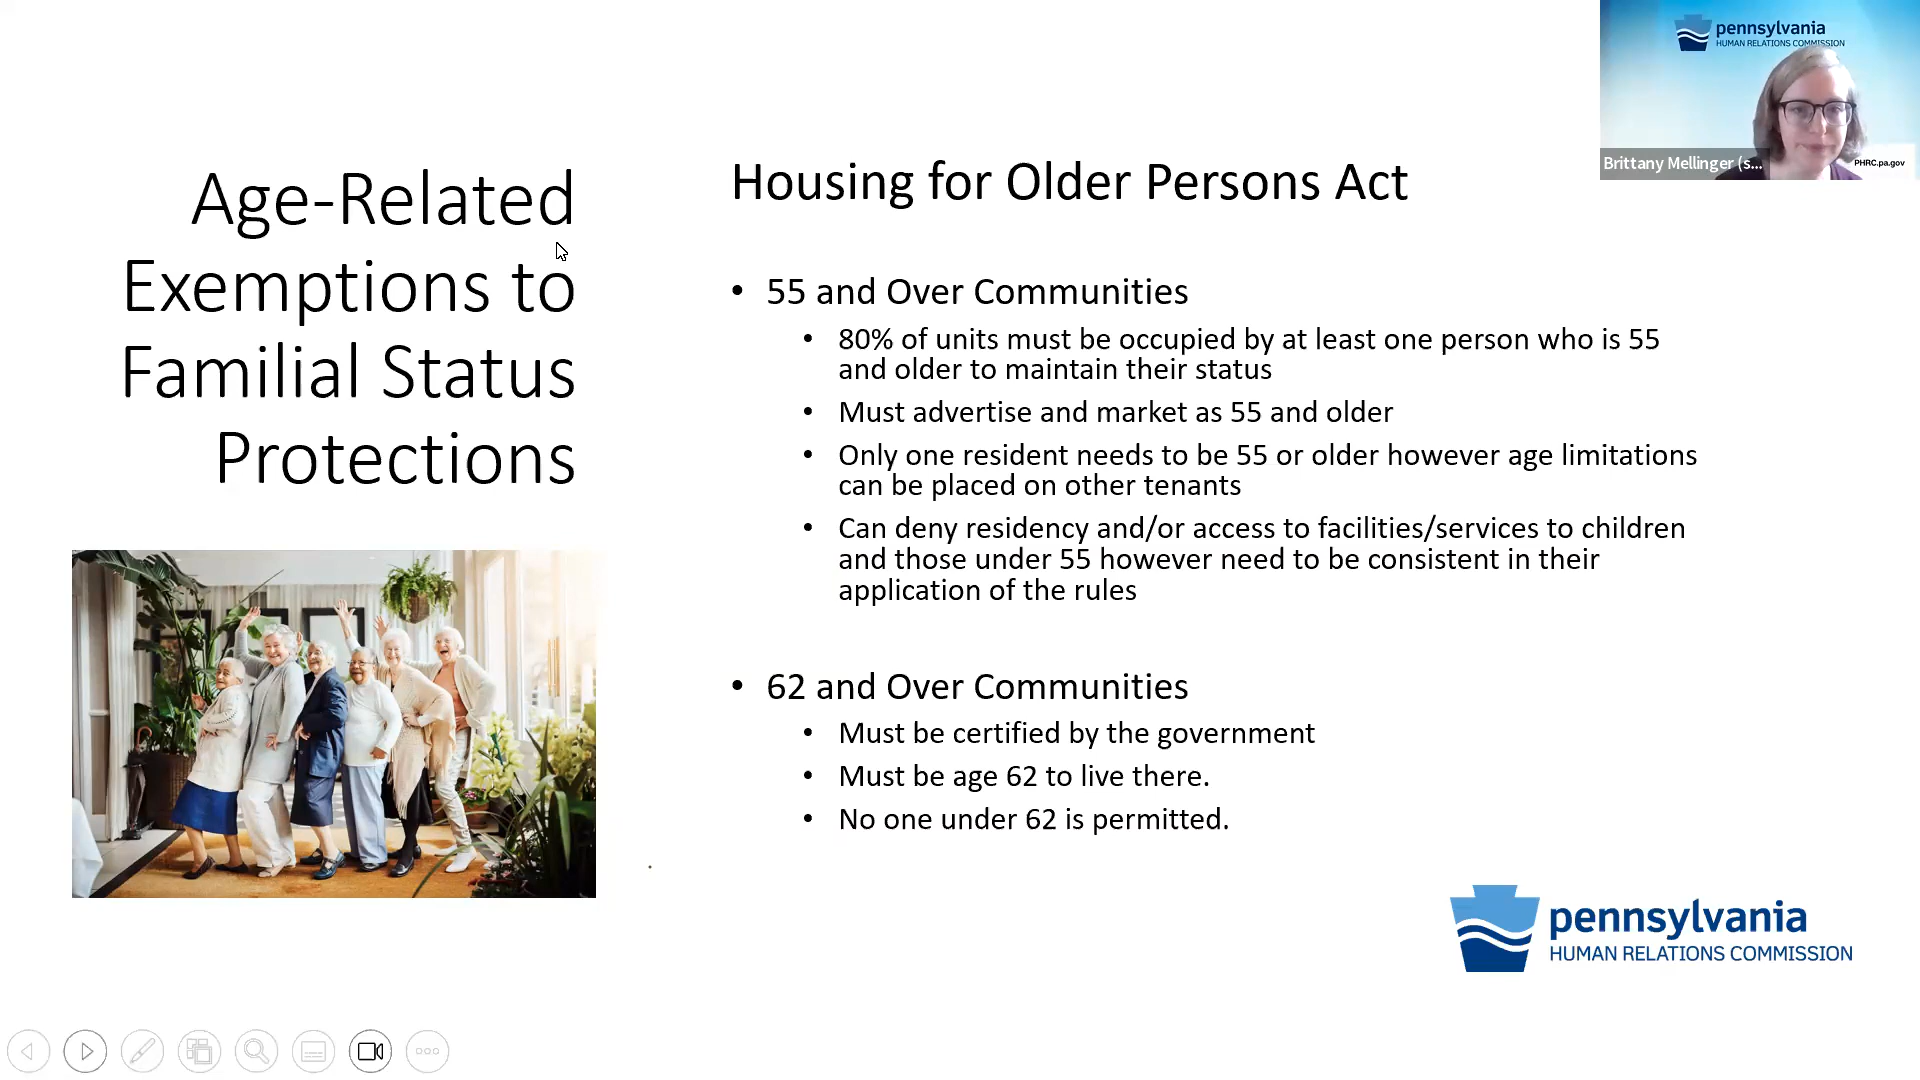 Age-Related
Exemptions to
Familial Status
Protections
Housing for Older Persons Act
• 55 and Over Communities
• 80% of units must be occupied by at least one person who is 55
and older to maintain their status
• Must advertise and market as 55 and older
• Only one resident needs to be 55 or older however age limitations
can be placed on other tenants
• Can deny residency and/or access to facilities/services to children
and those under 55 however need to be consistent in their
application of the rules
• 62 and Over Communities
• Must be certified by the government
• Must be age 62 to live there.
• No one under 62 is permitted.
pennsylvania
HUMAN RELATIONS COMMISSION
pennsylvania
HUMAN RELATIONS COMMISSION
Brittany Mellinger (s...
PHRC.pa.gov